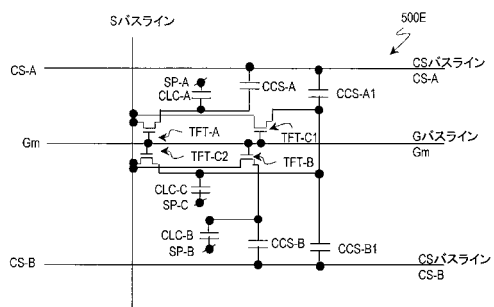 Sバスライン
500E
CS-A
SP-A
CLC-A
CCS-A
CCS-A1
CSバスライン
CS-A
TFT-A
TFT-C1
Gm
Gバスライン
Gm
TFT-C2
TFT-B
CLC-C
SP-C
CLC-B
SP-B
CCS-B
CCS-B1
CS-B
CSバスライン
CS-B